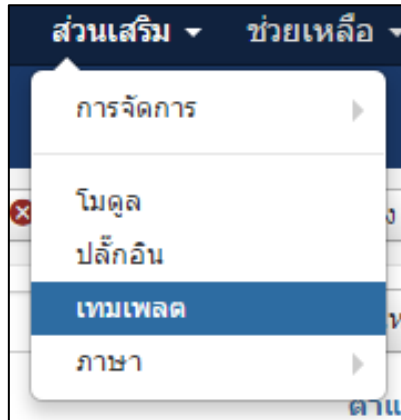 ส่วนเสริม ช่วยเหลือ
การจัดการ
โมดูล
ปลั๊กอิน
เทมเพลต
ภาษา